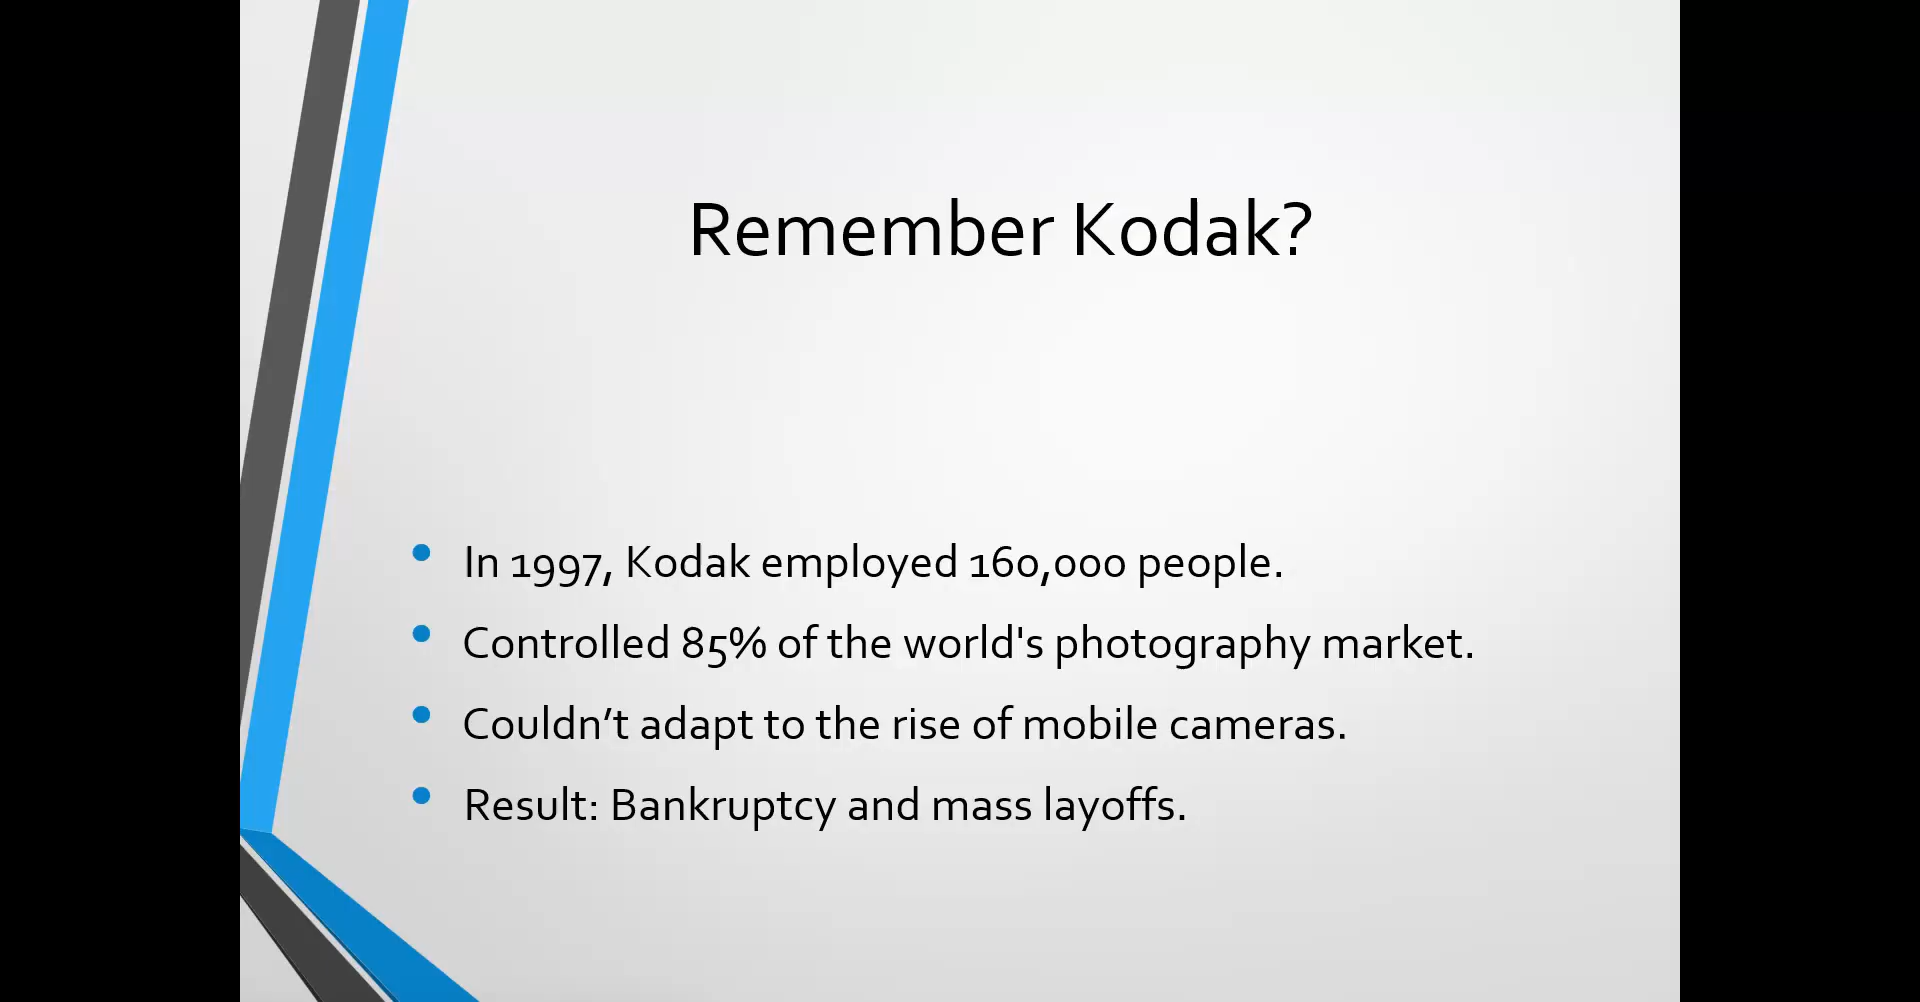 Remember Kodak?
• In 1997, Kodak employed 160,000 people.
• Controlled 85% of the world's photography market.
• Couldn’t adapt to the rise of mobile cameras.
• Result: Bankruptcy and mass layoffs.